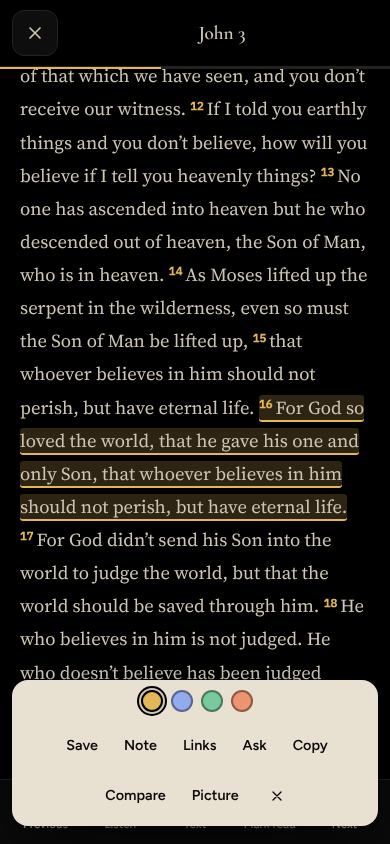 John 3
of that which we have seen, and you don’t
receive our witness. 12 If I told you earthly
things and you don’t believe, how will you
believe if I tell you heavenly things? 13 No
one has ascended into heaven but he who
descended out of heaven, the Son of Man,
who is in heaven. 14 As Moses lifted up the
serpent in the wilderness, even so must
the Son of Man be lifted up, 15 that
whoever believes in him should not
perish, but have eternal life. 16 For God so
loved the world, that he gave his one and
only Son, that whoever believes in him
should not perish, but have eternal life.
17 For God didn’t send his Son into the
world to judge the world, but that the
world should be saved through him. 18 He
who believes in him is not judged. He
who doesn’t believe has been judged
Save Note Links Ask Copy
Compare Picture